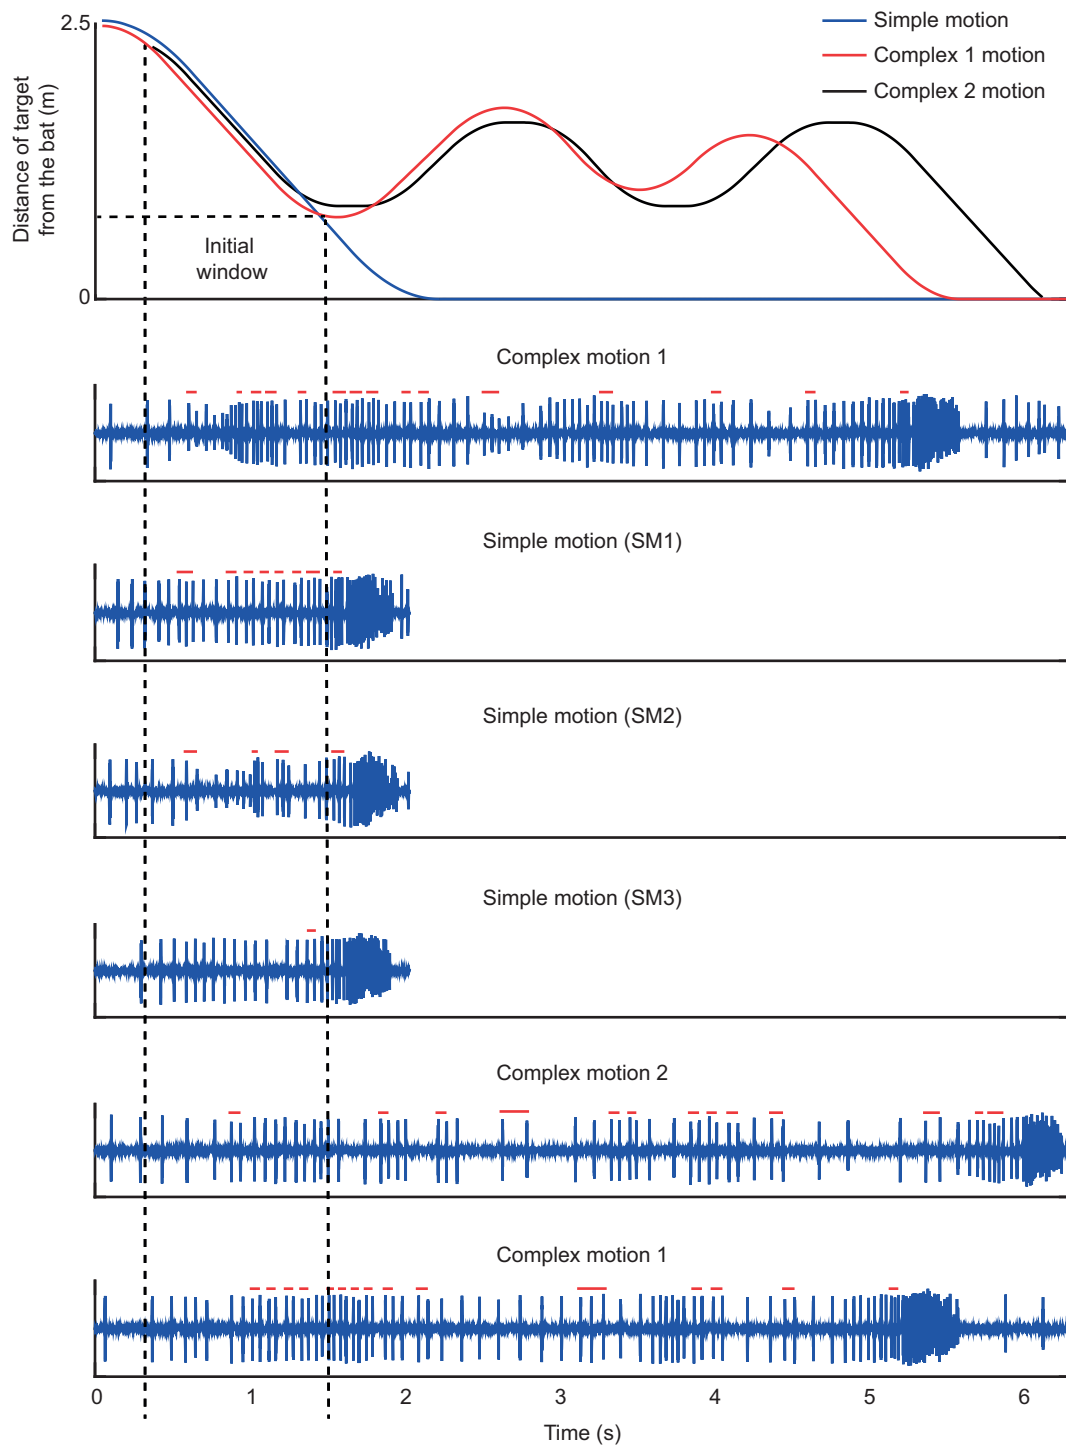 2.5
Simple motion
Complex 1 motion
Complex 2 motion
Distance of target
from the bat (m)
Initial
window
0
Complex motion 1
Simple motion (SM1)
Simple motion (SM2)
Simple motion (SM3)
Complex motion 2
Complex motion 1
0 1 2 3 4 5 6
Time (s)